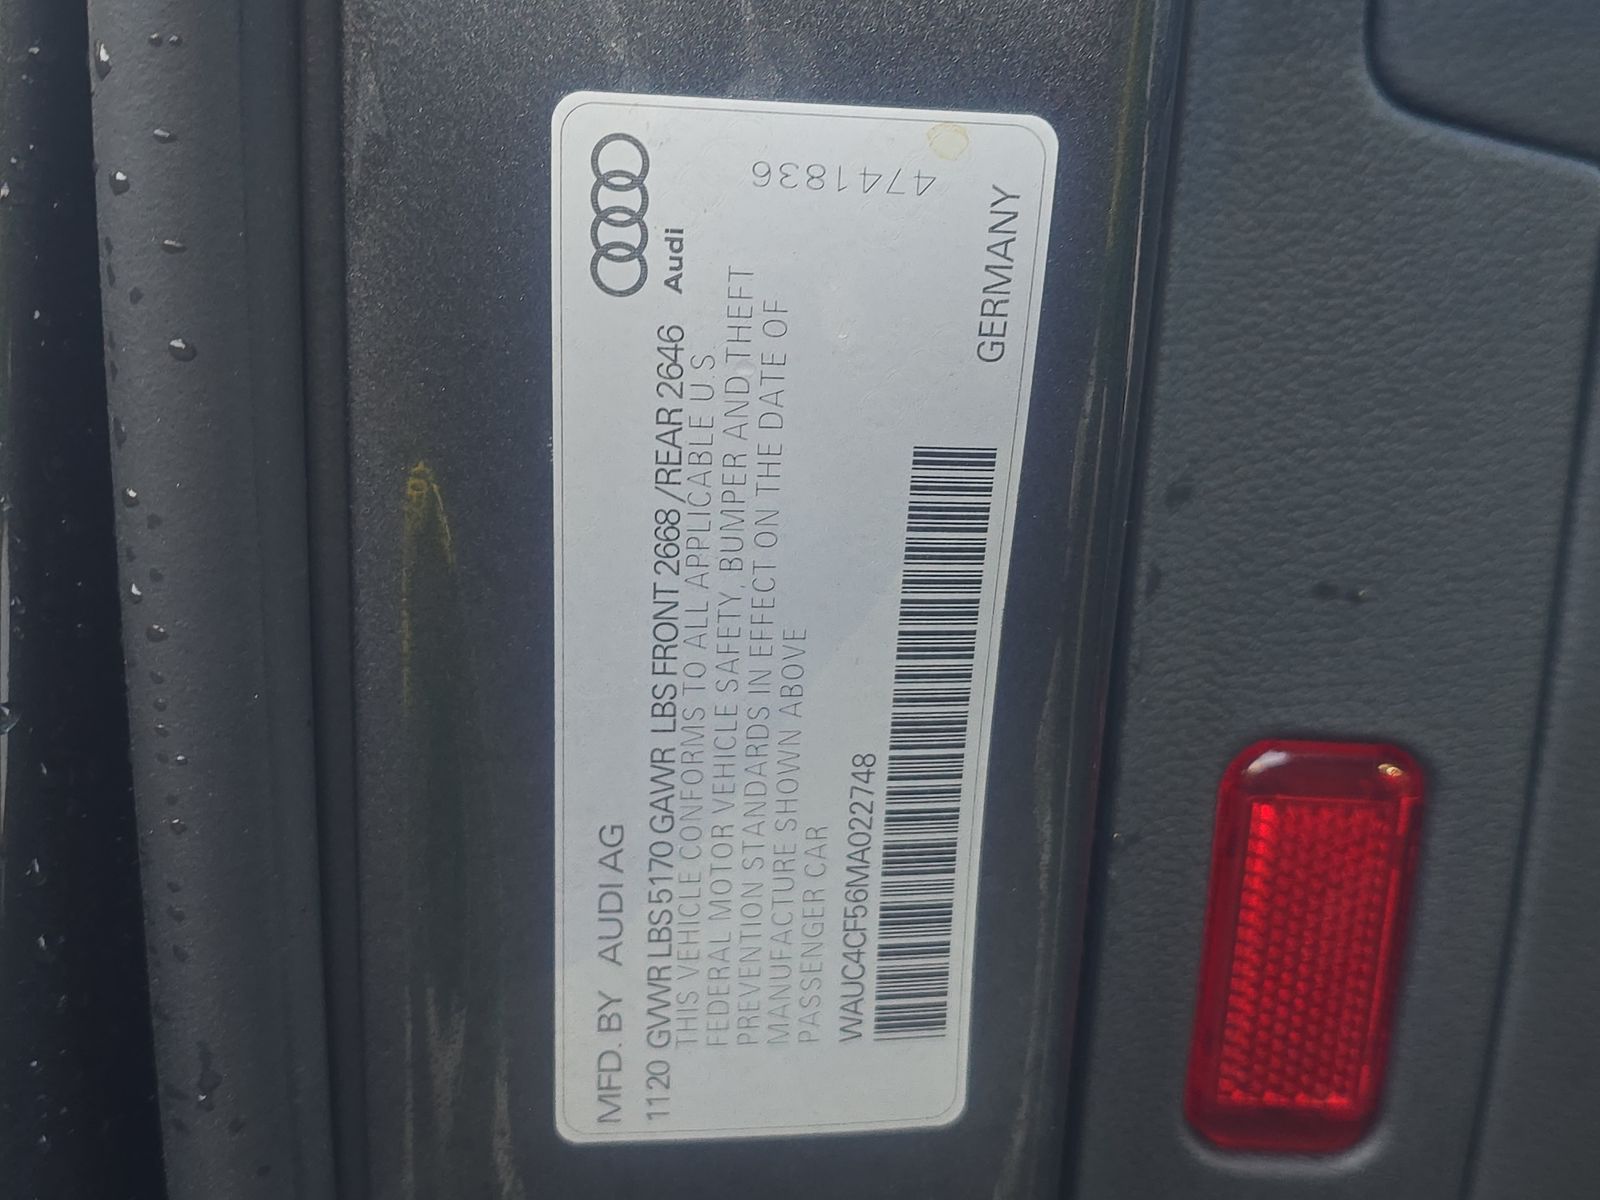 MFD. BY AUDI AG
1120 GVWR LBS 5170 GAWR LBS FRONT 2668 / REAR 2646
THIS VEHICLE CONFORMS TO ALL APPLICABLE U.S.
FEDERAL MOTOR VEHICLE SAFETY, BUMPER AND THEFT
PREVENTION STANDARDS IN EFFECT ON THE DATE OF
MANUFACTURE SHOWN ABOVE
PASSENGER CAR
WAUC4CF56MA022748
Audi
4741836
GERMANY